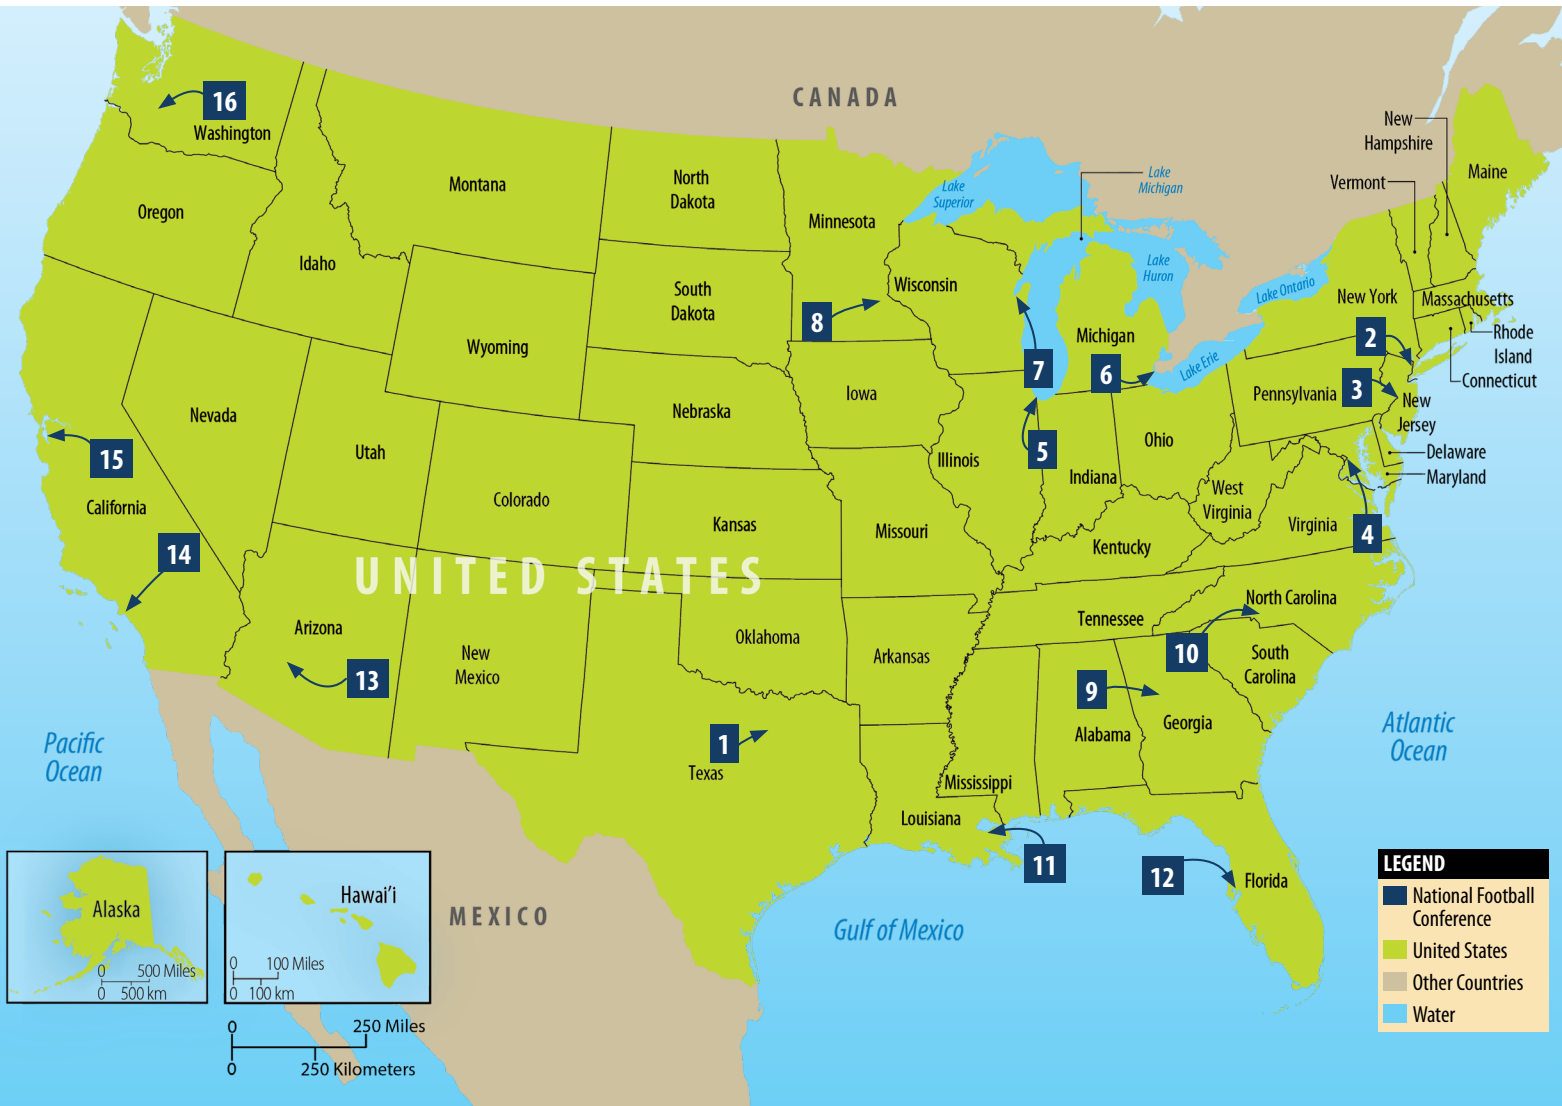 CANADA
16
Washington
Montana
North
Dakota
Minnesota
Lake
Superior
Lake
Michigan
New
Hampshire
Vermont
Maine
Oregon
Idaho
South
Dakota
Wisconsin
Lake
Huron
Lake Ontario
New York
Massachusetts
Wyoming
8
7
Michigan
6
Lake Erie
2
Rhode
Island
Connecticut
Pennsylvania
3
New
Jersey
Nevada
Utah
Nebraska
Iowa
Illinois
5
Indiana
Ohio
Delaware
Maryland
15
California
Colorado
Kansas
Missouri
West
Virginia
Virginia
4
Kentucky
14
UNITED STATES
Arizona
13
New
Mexico
Oklahoma
Arkansas
Tennessee
North Carolina
10
South
Carolina
9
Alabama
Georgia
1
Texas
Mississippi
Louisiana
11
12
Florida
Pacific
Ocean
Atlantic
Ocean
Gulf of Mexico
MEXICO
Alaska
0
500 Miles
0
500 km
Hawai’i
0
100 Miles
0
100 km
0
250 Miles
0
250 Kilometers
LEGEND
National Football
Conference
United States
Other Countries
Water